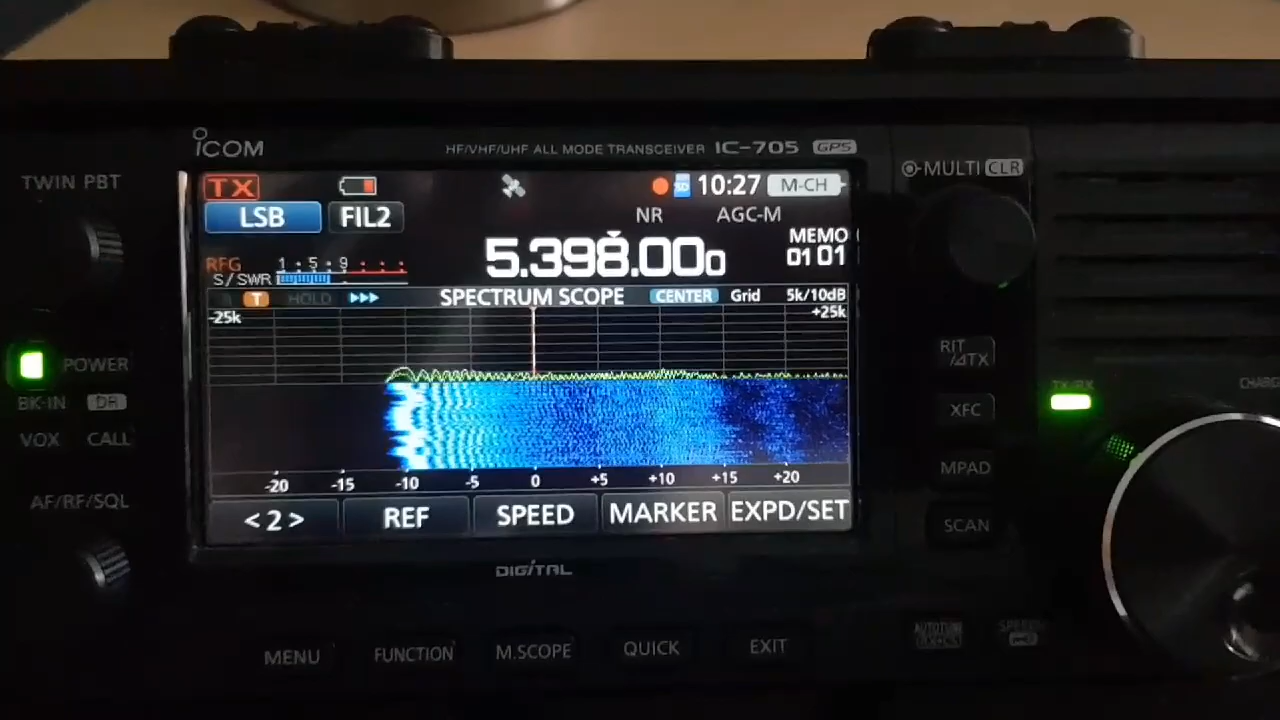 ICOM
HF/VHF/UHF ALL MODE TRANSCEIVER IC-705 GPS
TWIN PBT
MULTI CLR
TX 10:27 M-CH
LSB FIL2 NR AGC-M
5.398.000 MEMO
01 01
RFG 1 5 9
S/SWR
T HOLD SPECTRUM SCOPE CENTER Grid 5k/10dB
-25k +25k
POWER
BK-IN DR
VOX CALL
AF/RF/SQL
-20 -15 -10 -5 0 +5 +10 +15 +20
<2> REF SPEED MARKER EXPD/SET
RIT
/⊿TX
XFC
MPAD
SCAN
TX/RX
DIGITAL
MENU FUNCTION M.SCOPE QUICK EXIT